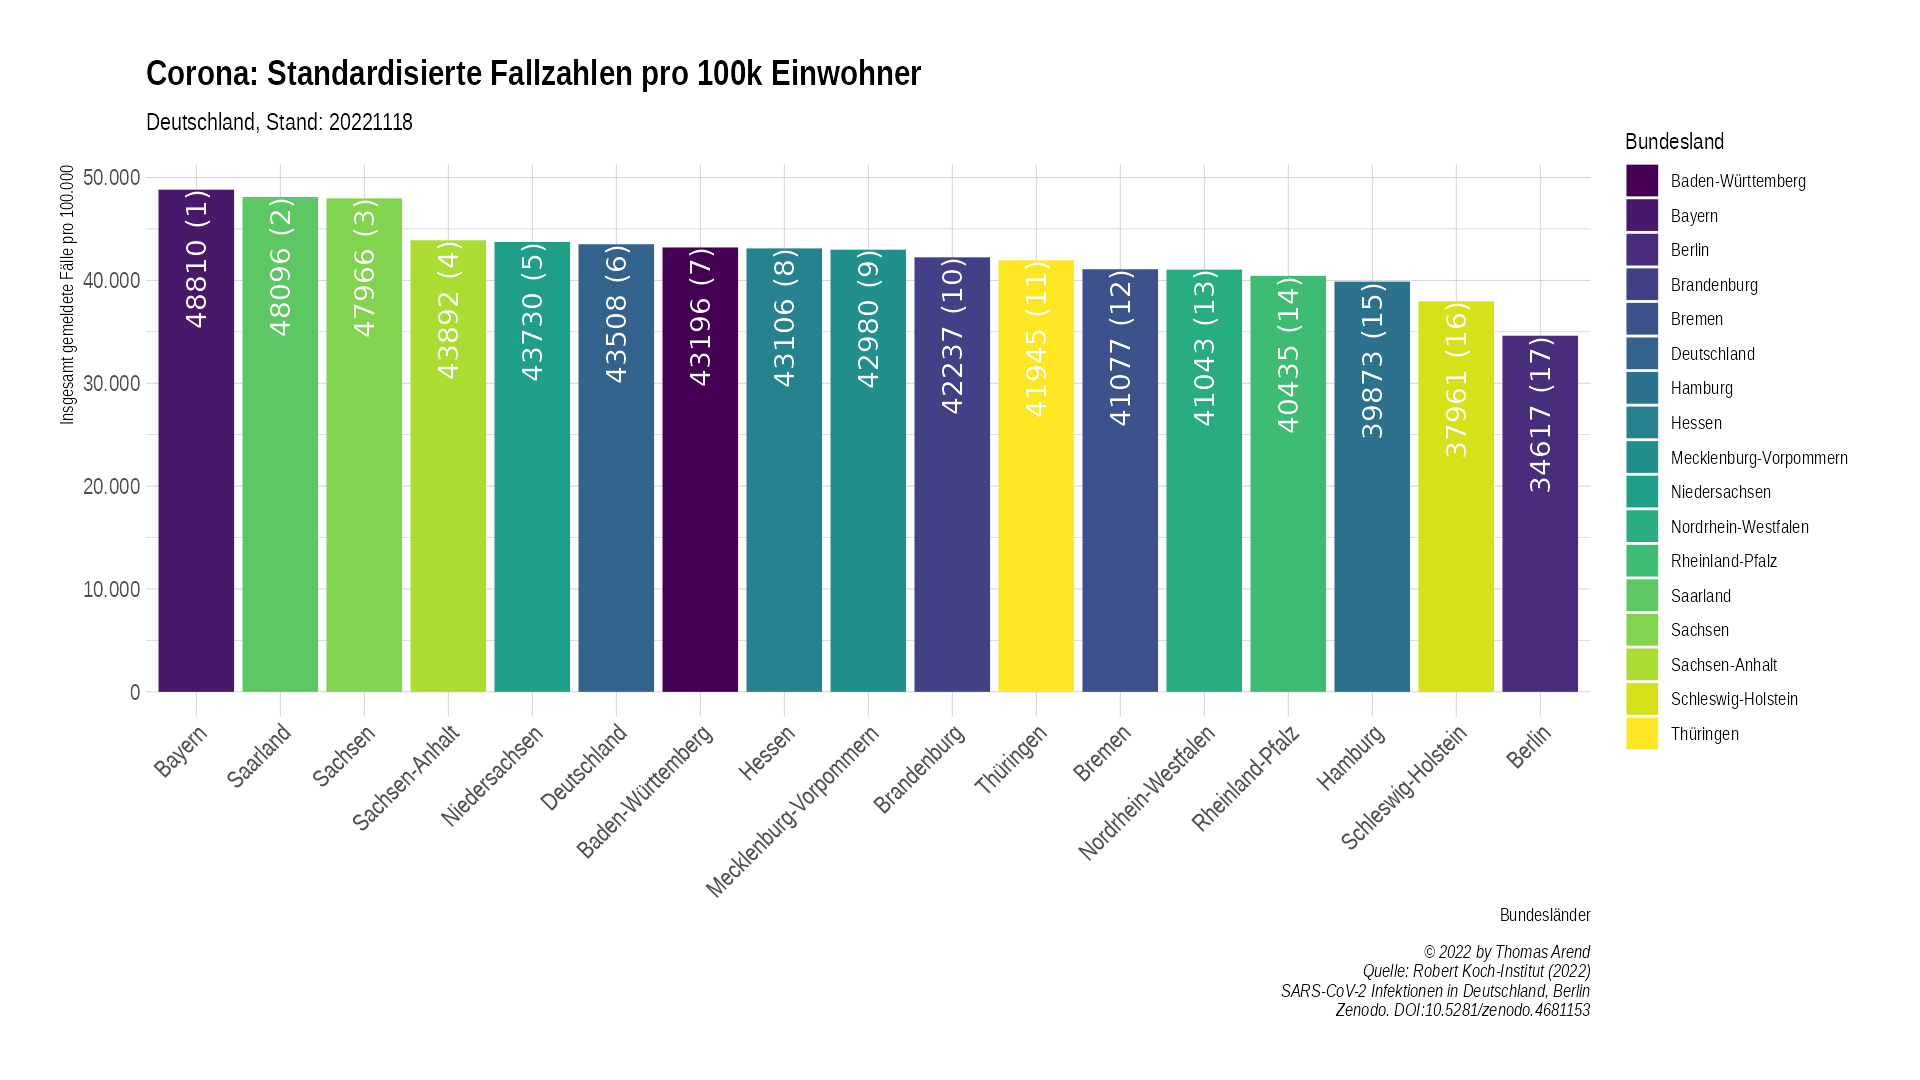 Corona: Standardisierte Fallzahlen pro 100k Einwohner
Deutschland, Stand: 20221118
Insgesamt gemeldete Fälle pro 100.000
50.000
40.000
30.000
20.000
10.000
0
48810 (1)
48096 (2)
47966 (3)
43892 (4)
43730 (5)
43508 (6)
43196 (7)
43106 (8)
42980 (9)
42237 (10)
41945 (11)
41077 (12)
41043 (13)
40435 (14)
39873 (15)
37961 (16)
34617 (17)
Bayern
Saarland
Sachsen
Sachsen-Anhalt
Niedersachsen
Deutschland
Baden-Württemberg
Hessen
Mecklenburg-Vorpommern
Brandenburg
Thüringen
Bremen
Nordrhein-Westfalen
Rheinland-Pfalz
Hamburg
Schleswig-Holstein
Berlin
Bundesländer
Bundesland
Baden-Württemberg
Bayern
Berlin
Brandenburg
Bremen
Deutschland
Hamburg
Hessen
Mecklenburg-Vorpommern
Niedersachsen
Nordrhein-Westfalen
Rheinland-Pfalz
Saarland
Sachsen
Sachsen-Anhalt
Schleswig-Holstein
Thüringen
© 2022 by Thomas Arend
Quelle: Robert Koch-Institut (2022)
SARS-CoV-2 Infektionen in Deutschland, Berlin
Zenodo. DOI:10.5281/zenodo.4681153